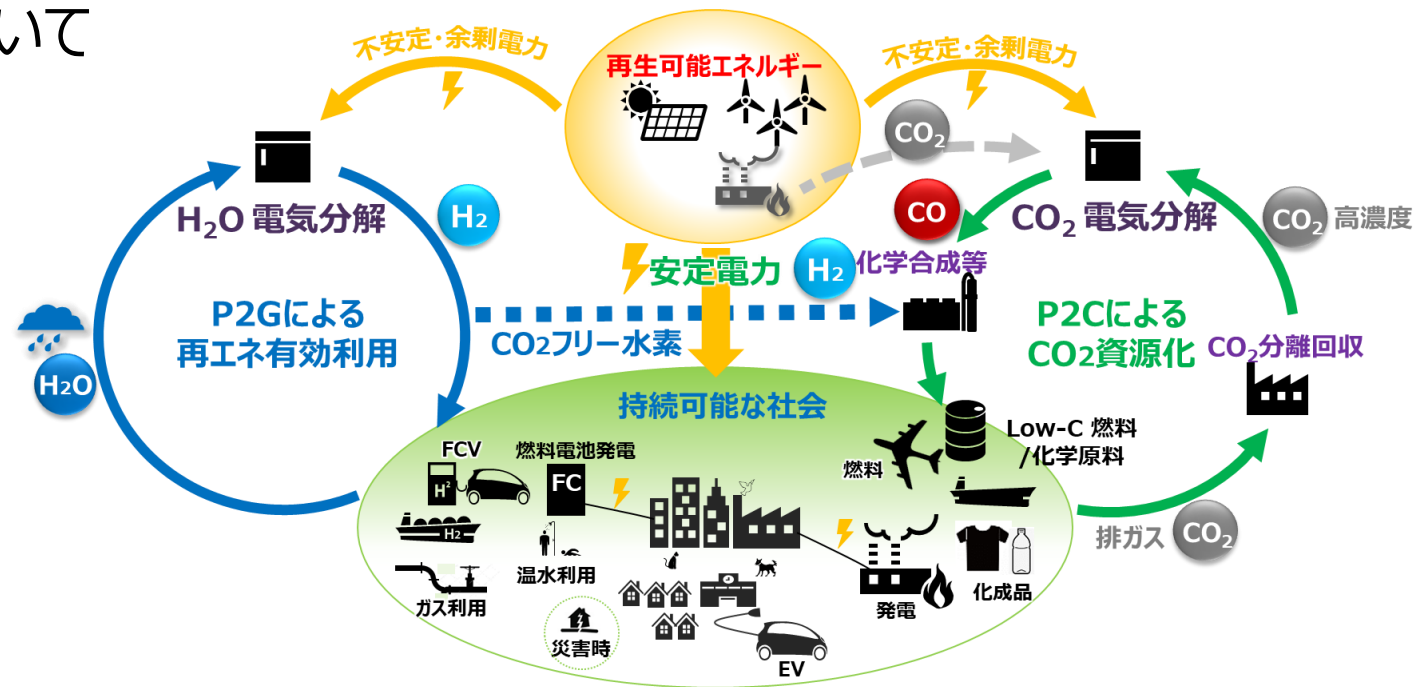 いて
不安定・余剰電力
再生可能エネルギー
不安定・余剰電力
CO2
H2O 電気分解
H2
CO
CO2 電気分解
CO2 高濃度
安定電力
H2
化学合成等
P2Gによる
再エネ有効利用
CO2フリー水素
P2Cによる
CO2資源化
CO2分離回収
H2O
持続可能な社会
FCV
燃料電池発電
H2
FC
燃料
Low-C 燃料
/化学原料
H2
排ガス CO2
温水利用
ガス利用
発電
化成品
災害時
EV